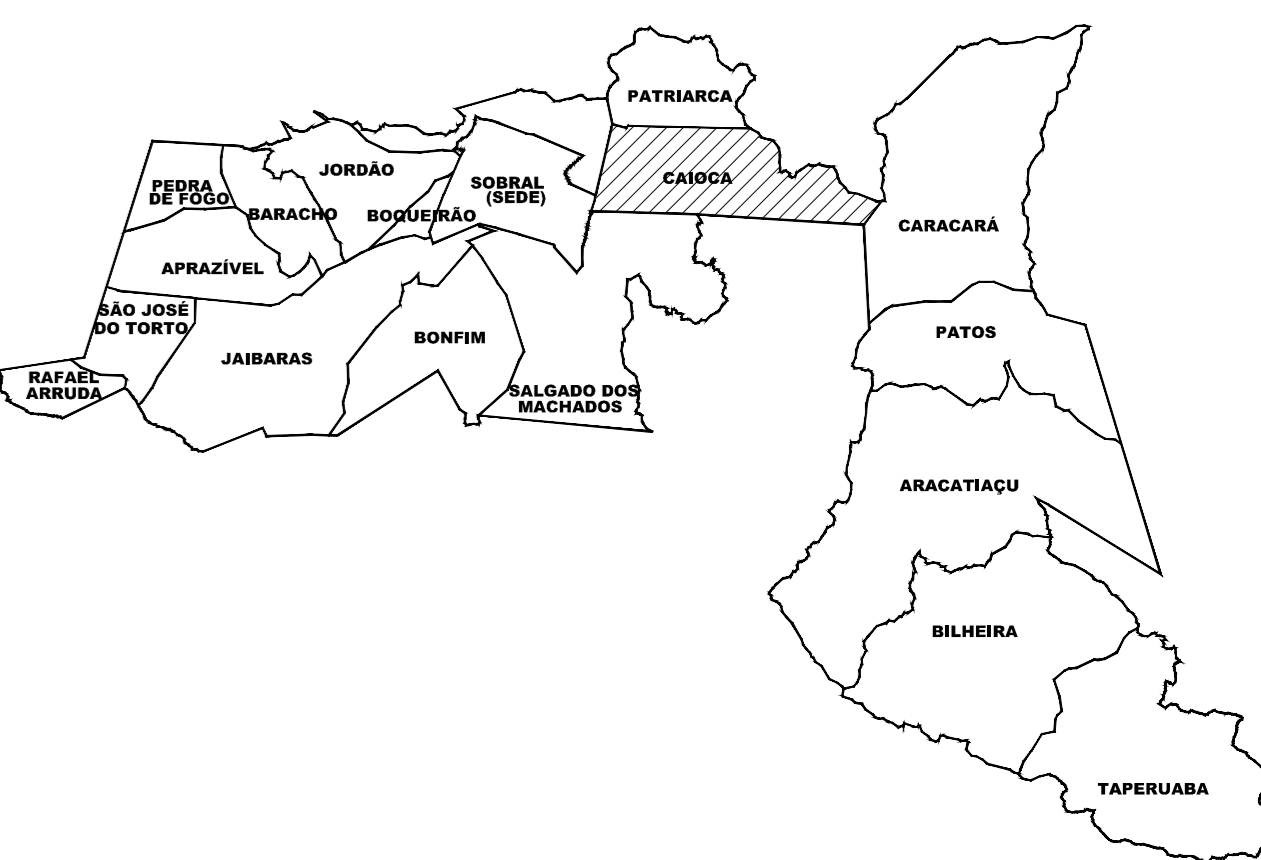 PATRIARCA
CAIOCA
JORDÃO
SOBRAL
(SEDE)
PEDRA
DE FOGO
BARACHO
BOQUEIRÃO
CARACARÁ
APRAZÍVEL
SÃO JOSÉ
DO TORTO
JAIBARAS
BONFIM
PATOS
RAFAEL
ARRUDA
SALGADO DOS
MACHADOS
ARACATIAÇU
BILHEIRA
TAPERUABA